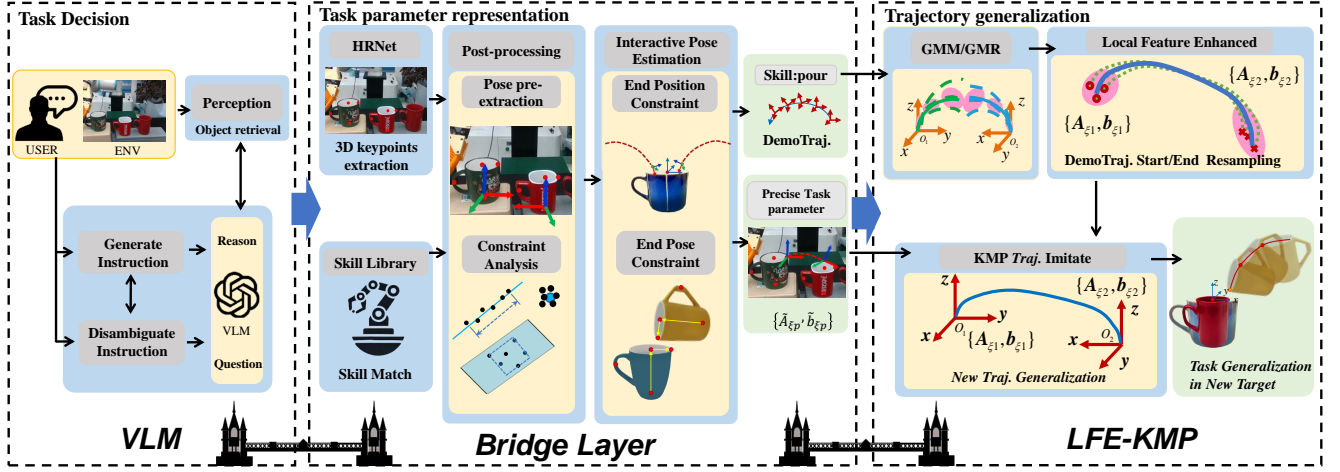 Task Decision
USER
ENV
Perception
Object retrieval
Generate
Instruction
Disambiguate
Instruction
Reason
VLM
Question
VLM
Task parameter representation
HRNet
3D keypoints
extraction
Skill Library
Skill Match
Post-processing
Pose pre-
extraction
Constraint
Analysis
Interactive Pose
Estimation
End Position
Constraint
End Pose
Constraint
Skill:pour
DemoTraj.
Precise Task
parameter
{Ã_ξp, b̃_ξp}
Bridge Layer
Trajectory generalization
GMM/GMR
z
z
O₁
y
x
O₂
x
y
Local Feature Enhanced
{A_ξ2, b_ξ2}
{A_ξ1, b_ξ1}
DemoTraj. Start/End Resampling
KMP Traj. Imitate
z
{A_ξ2, b_ξ2}
z
O₁
y
x
{A_ξ1, b_ξ1}
x
O₂
y
New Traj. Generalization
z
y
x
Task Generalization
in New Target
LFE-KMP